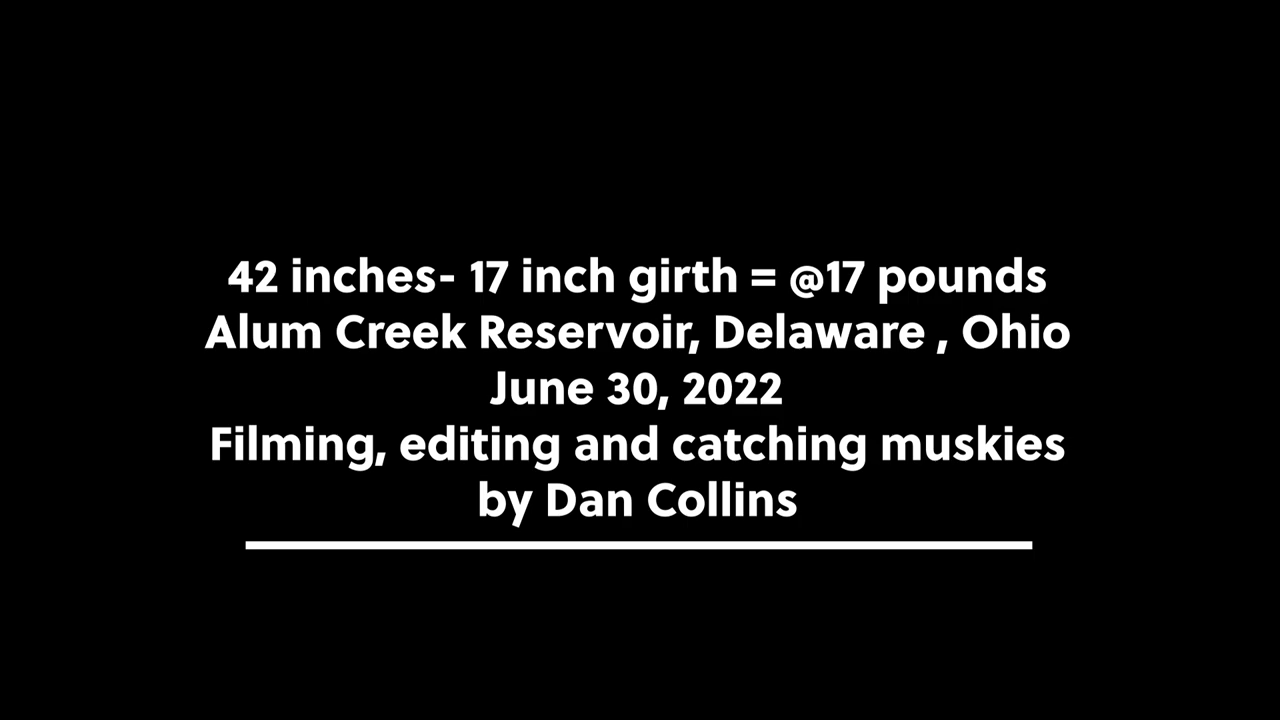 42 inches- 17 inch girth = @17 pounds
Alum Creek Reservoir, Delaware , Ohio
June 30, 2022
Filming, editing and catching muskies
by Dan Collins